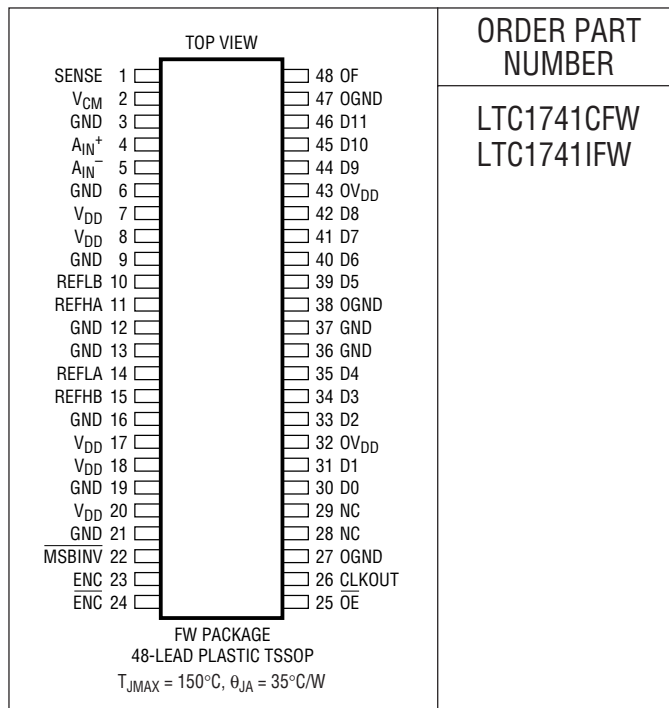 TOP VIEW
SENSE 1
V_CM 2
GND 3
A_IN⁺ 4
A_IN⁻ 5
GND 6
V_DD 7
V_DD 8
GND 9
REFLB 10
REFHA 11
GND 12
GND 13
REFLA 14
REFHB 15
GND 16
V_DD 17
V_DD 18
GND 19
V_DD 20
GND 21
M̅S̅B̅I̅N̅V̅ 22
ENC 23
E̅N̅C̅ 24
48 OF
47 OGND
46 D11
45 D10
44 D9
43 OV_DD
42 D8
41 D7
40 D6
39 D5
38 OGND
37 GND
36 GND
35 D4
34 D3
33 D2
32 OV_DD
31 D1
30 D0
29 NC
28 NC
27 OGND
26 CLKOUT
25 O̅E̅
FW PACKAGE
48-LEAD PLASTIC TSSOP
T_JMAX = 150°C, θ_JA = 35°C/W
ORDER PART
NUMBER
LTC1741CFW
LTC1741IFW